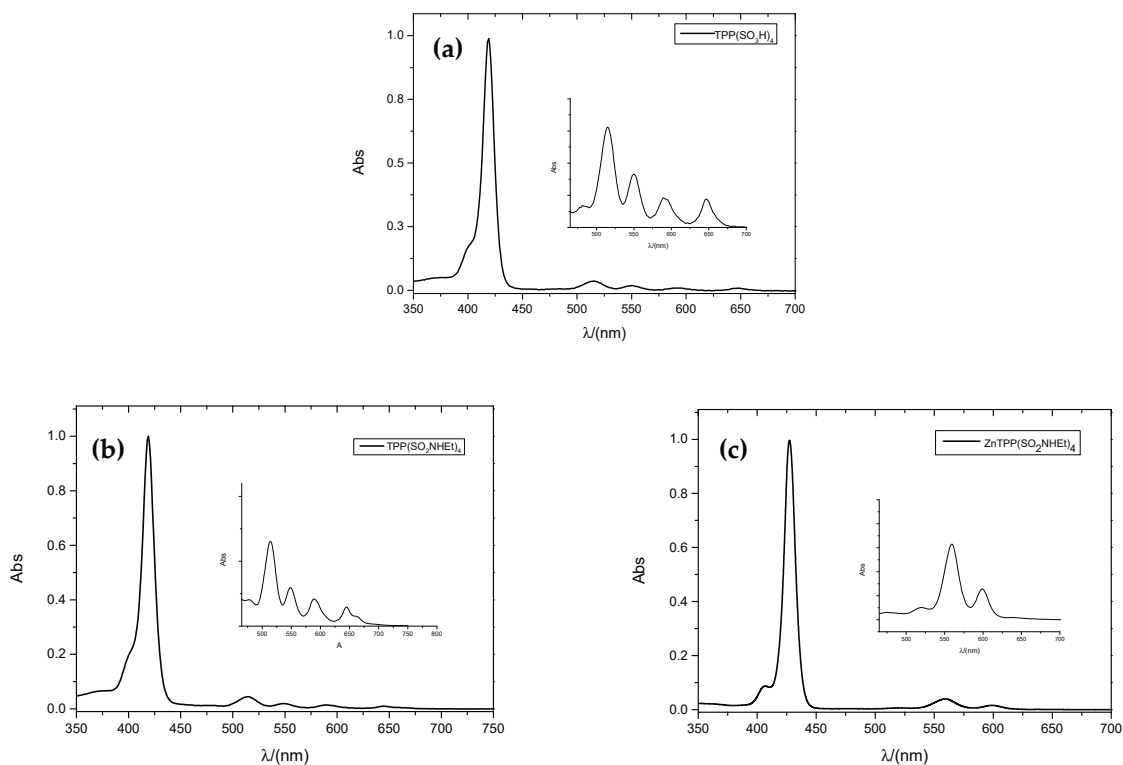 (a)
TPP(SO3H)4
1.0
0.8
0.5
0.3
0.0
Abs
350 400 450 500 550 600 650 700
λ/(nm)
Abs
500 550 600 650 700
λ/(nm)
(b)
TPP(SO2NHEt)4
1.0
0.8
0.6
0.4
0.2
0.0
Abs
350 400 450 500 550 600 650 700 750
λ/(nm)
Abs
500 550 600 650 700 750 800
A
(c)
ZnTPP(SO2NHEt)4
1.0
0.8
0.6
0.4
0.2
0.0
Abs
350 400 450 500 550 600 650 700
λ/(nm)
Abs
500 550 600 650 700
λ/(nm)